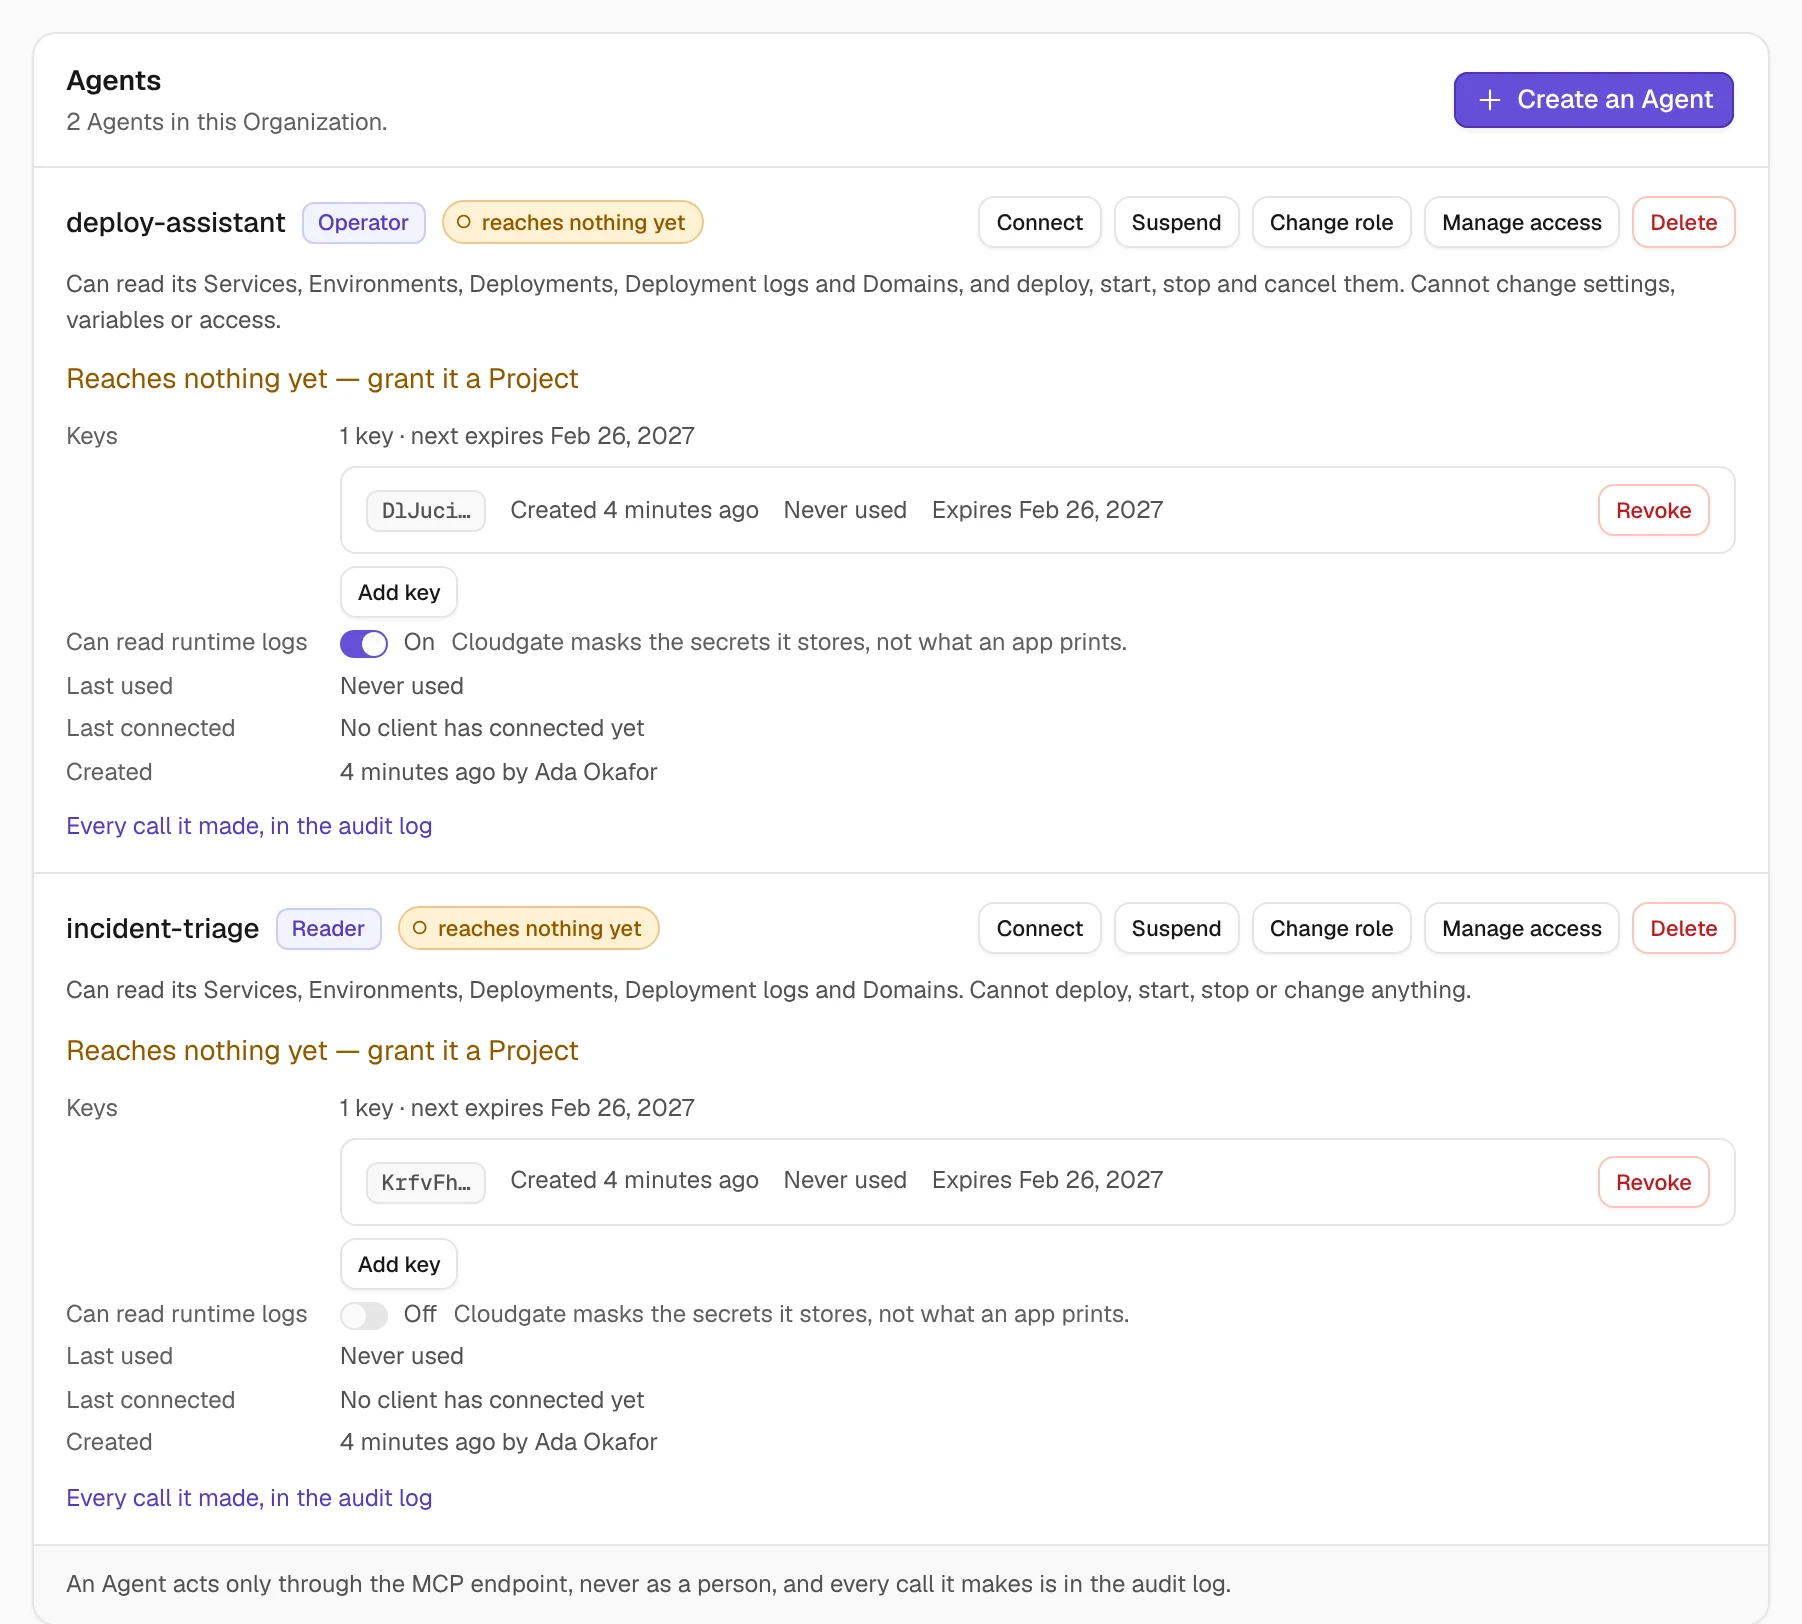 Agents
2 Agents in this Organization.
Create an Agent
deploy-assistant Operator reaches nothing yet Connect Suspend Change role Manage access Delete
Can read its Services, Environments, Deployments, Deployment logs and Domains, and deploy, start, stop and cancel them. Cannot change settings,
variables or access.
Reaches nothing yet — grant it a Project
Keys 1 key · next expires Feb 26, 2027
DlJuci… Created 4 minutes ago Never used Expires Feb 26, 2027 Revoke
Add key
Can read runtime logs On Cloudgate masks the secrets it stores, not what an app prints.
Last used Never used
Last connected No client has connected yet
Created 4 minutes ago by Ada Okafor
Every call it made, in the audit log
incident-triage Reader reaches nothing yet Connect Suspend Change role Manage access Delete
Can read its Services, Environments, Deployments, Deployment logs and Domains. Cannot deploy, start, stop or change anything.
Reaches nothing yet — grant it a Project
Keys 1 key · next expires Feb 26, 2027
KrfvFh… Created 4 minutes ago Never used Expires Feb 26, 2027 Revoke
Add key
Can read runtime logs Off Cloudgate masks the secrets it stores, not what an app prints.
Last used Never used
Last connected No client has connected yet
Created 4 minutes ago by Ada Okafor
Every call it made, in the audit log
An Agent acts only through the MCP endpoint, never as a person, and every call it makes is in the audit log.